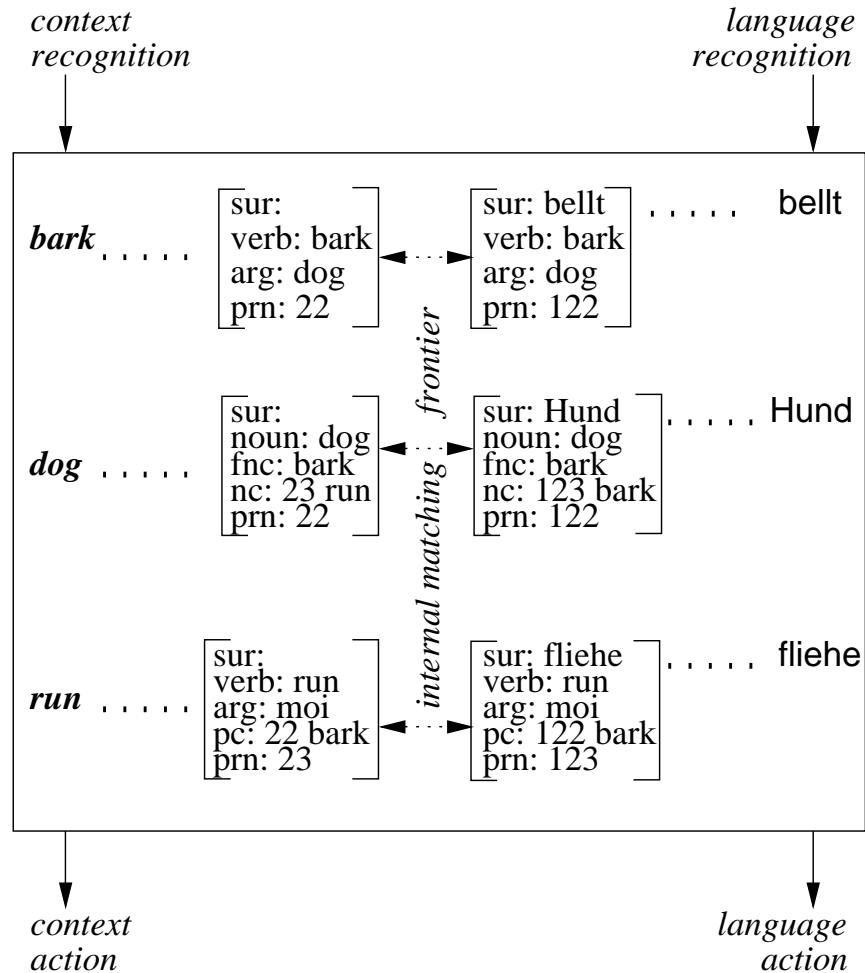 context
recognition
language
recognition
bark . . . . .
sur:
verb: bark
arg: dog
prn: 22
sur: bellt
verb: bark
arg: dog
prn: 122
. . . . . bellt
internal matching frontier
dog . . . . .
sur:
noun: dog
fnc: bark
nc: 23 run
prn: 22
sur: Hund
noun: dog
fnc: bark
nc: 123 bark
prn: 122
. . . . . Hund
run . . . . .
sur:
verb: run
arg: moi
pc: 22 bark
prn: 23
sur: fliehe
verb: run
arg: moi
pc: 122 bark
prn: 123
. . . . . fliehe
context
action
language
action